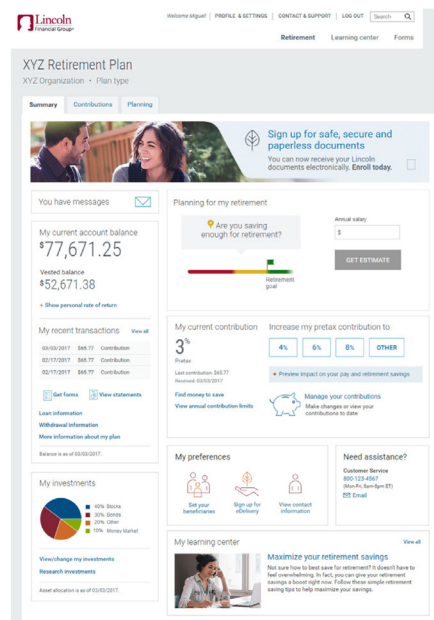 Lincoln
Financial Group®
Welcome Miguel! | PROFILE & SETTINGS | CONTACT & SUPPORT | LOG OUT Search
Retirement Learning center Forms
XYZ Retirement Plan
XYZ Organization • Plan type
Summary Contributions Planning
Sign up for safe, secure and
paperless documents
You can now receive your Lincoln
documents electronically. Enroll today.
You have messages
My current account balance
$77,671.25
Vested balance
$52,671.38
+ Show personal rate of return
My recent transactions View all
03/03/2017 $65.77 Contribution
02/17/2017 $65.77 Contribution
02/17/2017 $65.77 Contribution
Get forms View statements
Loan information
Withdrawal information
More information about my plan
Balance is as of 03/03/2017.
My investments
60% Stocks
30% Bonds
20% Other
10% Money Market
View/change my investments
Research investments
Asset allocation is as of 03/03/2017.
Planning for my retirement
Are you saving
enough for retirement?
Retirement
goal
Annual salary
$
GET ESTIMATE
My current contribution
3%
Pretax
Last contribution: $65.77
Received: 03/03/2017
Find money to save
View annual contribution limits
Increase my pretax contribution to
4% 6% 8% OTHER
+ Preview impact on your pay and retirement savings
Manage your contributions
Make changes or view your
contributions to date
My preferences
Set your
beneficiaries
Sign up for
eDelivery
View contact
information
Need assistance?
Customer Service
800-123-4567
(Mon-Fri, 8am-8pm ET)
Email
My learning center View all
Maximize your retirement savings
Not sure how to best save for retirement? It doesn't have to
feel overwhelming. In fact, you can give your retirement
savings a boost right now. Follow these simple retirement
saving tips to help maximize your savings.